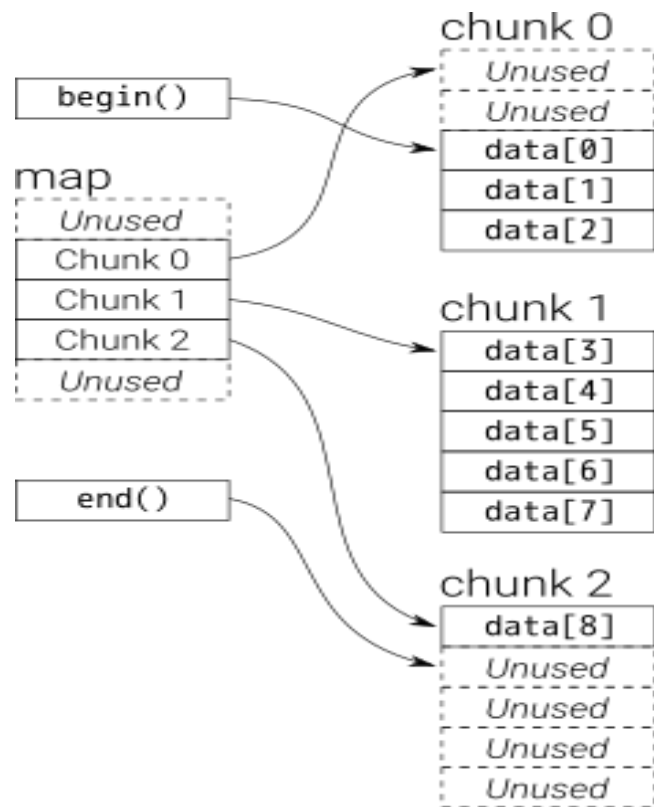 begin()
map
Unused
Chunk 0
Chunk 1
Chunk 2
Unused
end()
chunk 0
Unused
Unused
data[0]
data[1]
data[2]
chunk 1
data[3]
data[4]
data[5]
data[6]
data[7]
chunk 2
data[8]
Unused
Unused
Unused
Unused